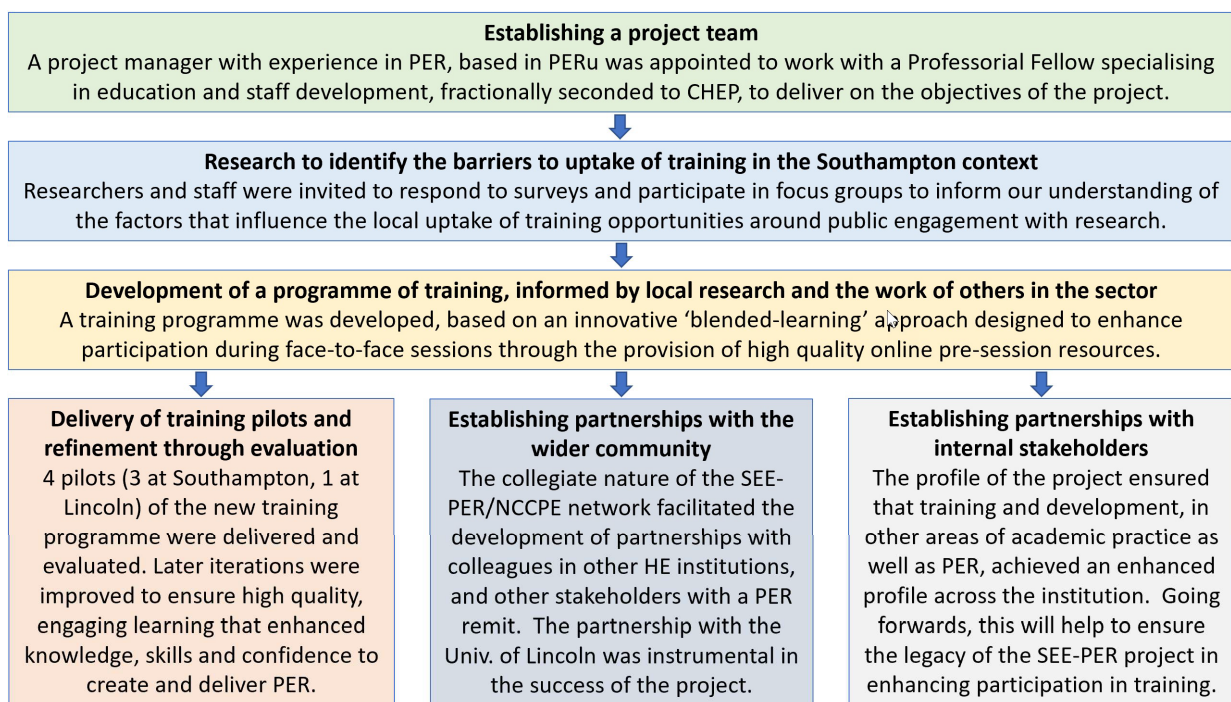 Establishing a project team
A project manager with experience in PER, based in PERu was appointed to work with a Professorial Fellow specialising
in education and staff development, fractionally seconded to CHEP, to deliver on the objectives of the project.
Research to identify the barriers to uptake of training in the Southampton context
Researchers and staff were invited to respond to surveys and participate in focus groups to inform our understanding of
the factors that influence the local uptake of training opportunities around public engagement with research.
Development of a programme of training, informed by local research and the work of others in the sector
A training programme was developed, based on an innovative ‘blended-learning’ approach designed to enhance
participation during face-to-face sessions through the provision of high quality online pre-session resources.
Delivery of training pilots and
refinement through evaluation
4 pilots (3 at Southampton, 1 at
Lincoln) of the new training
programme were delivered and
evaluated. Later iterations were
improved to ensure high quality,
engaging learning that enhanced
knowledge, skills and confidence to
create and deliver PER.
Establishing partnerships with the
wider community
The collegiate nature of the SEE-
PER/NCCPE network facilitated the
development of partnerships with
colleagues in other HE institutions,
and other stakeholders with a PER
remit.  The partnership with the
Univ. of Lincoln was instrumental in
the success of the project.
Establishing partnerships with
internal stakeholders
The profile of the project ensured
that training and development, in
other areas of academic practice as
well as PER, achieved an enhanced
profile across the institution.  Going
forwards, this will help to ensure
the legacy of the SEE-PER project in
enhancing participation in training.